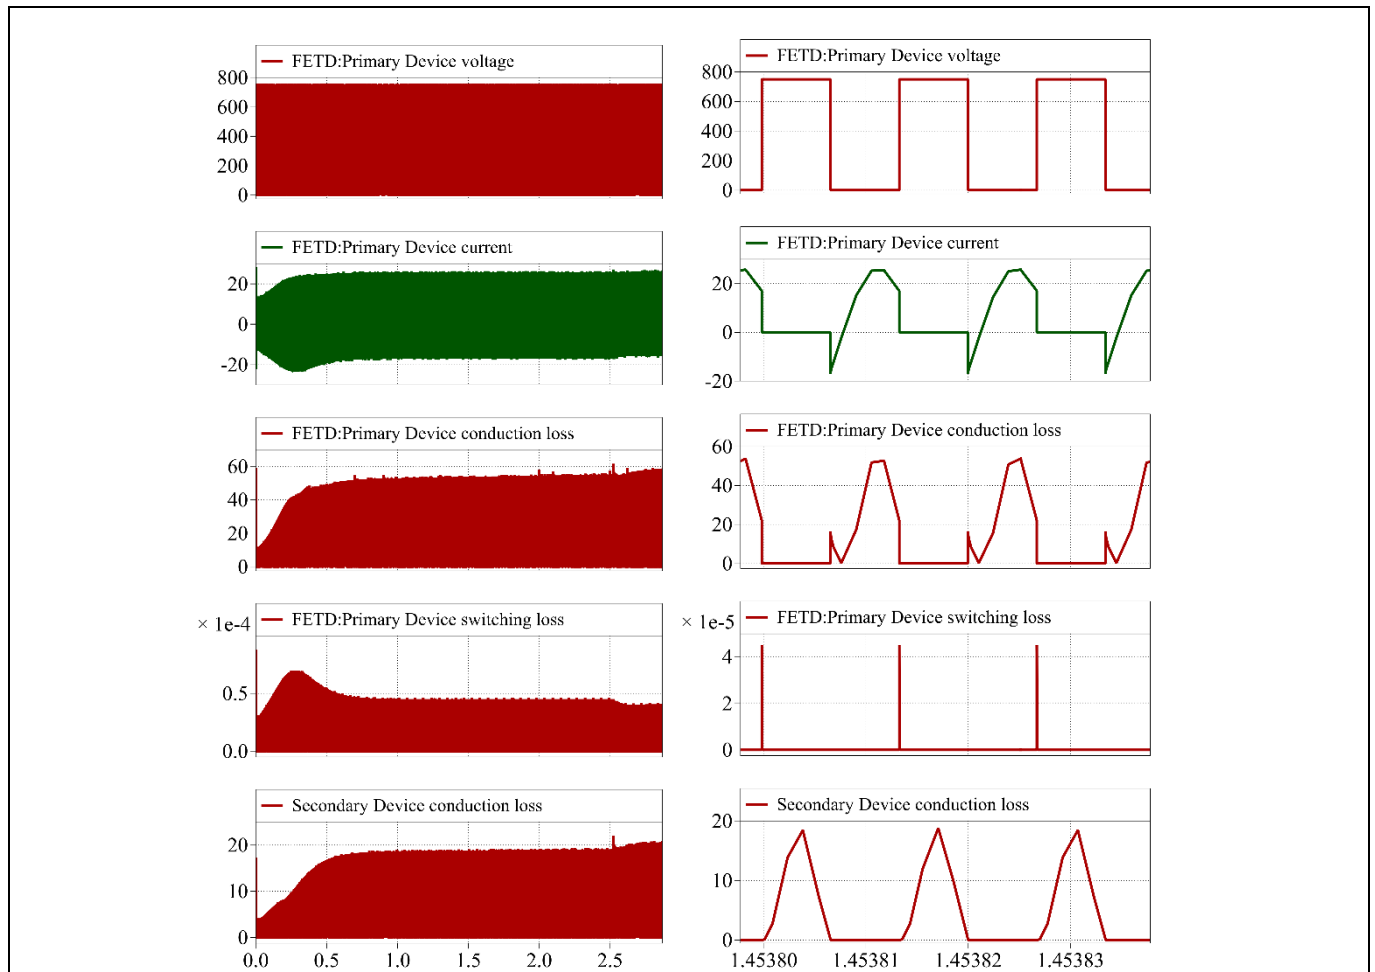 FETD:Primary Device voltage
800
600
400
200
0
FETD:Primary Device current
20
0
-20
FETD:Primary Device conduction loss
60
40
20
0
× 1e-4
FETD:Primary Device switching loss
0.5
0.0
Secondary Device conduction loss
20
10
0
0.0 0.5 1.0 1.5 2.0 2.5
FETD:Primary Device voltage
800
600
400
200
0
FETD:Primary Device current
20
0
-20
FETD:Primary Device conduction loss
60
40
20
0
× 1e-5
FETD:Primary Device switching loss
4
2
0
Secondary Device conduction loss
20
10
0
1.45380 1.45381 1.45382 1.45383